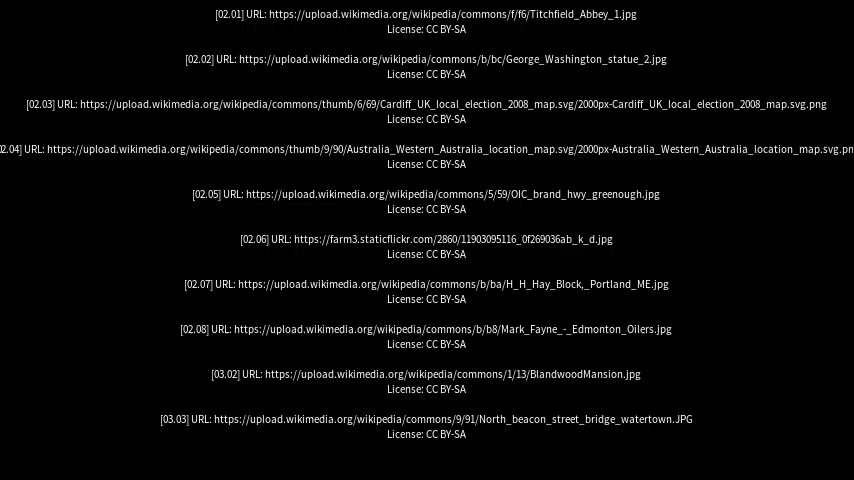 [02.01] URL: https://upload.wikimedia.org/wikipedia/commons/f/f6/Titchfield_Abbey_1.jpg
License: CC BY-SA
[02.02] URL: https://upload.wikimedia.org/wikipedia/commons/b/bc/George_Washington_statue_2.jpg
License: CC BY-SA
[02.03] URL: https://upload.wikimedia.org/wikipedia/commons/thumb/6/69/Cardiff_UK_local_election_2008_map.svg/2000px-Cardiff_UK_local_election_2008_map.svg.png
License: CC BY-SA
02.04] URL: https://upload.wikimedia.org/wikipedia/commons/thumb/9/90/Australia_Western_Australia_location_map.svg/2000px-Australia_Western_Australia_location_map.svg.pn
License: CC BY-SA
[02.05] URL: https://upload.wikimedia.org/wikipedia/commons/5/59/OIC_brand_hwy_greenough.jpg
License: CC BY-SA
[02.06] URL: https://farm3.staticflickr.com/2860/11903095116_0f269036ab_k_d.jpg
License: CC BY-SA
[02.07] URL: https://upload.wikimedia.org/wikipedia/commons/b/ba/H_H_Hay_Block,_Portland_ME.jpg
License: CC BY-SA
[02.08] URL: https://upload.wikimedia.org/wikipedia/commons/b/b8/Mark_Fayne_-_Edmonton_Oilers.jpg
License: CC BY-SA
[03.02] URL: https://upload.wikimedia.org/wikipedia/commons/1/13/BlandwoodMansion.jpg
License: CC BY-SA
[03.03] URL: https://upload.wikimedia.org/wikipedia/commons/9/91/North_beacon_street_bridge_watertown.JPG
License: CC BY-SA